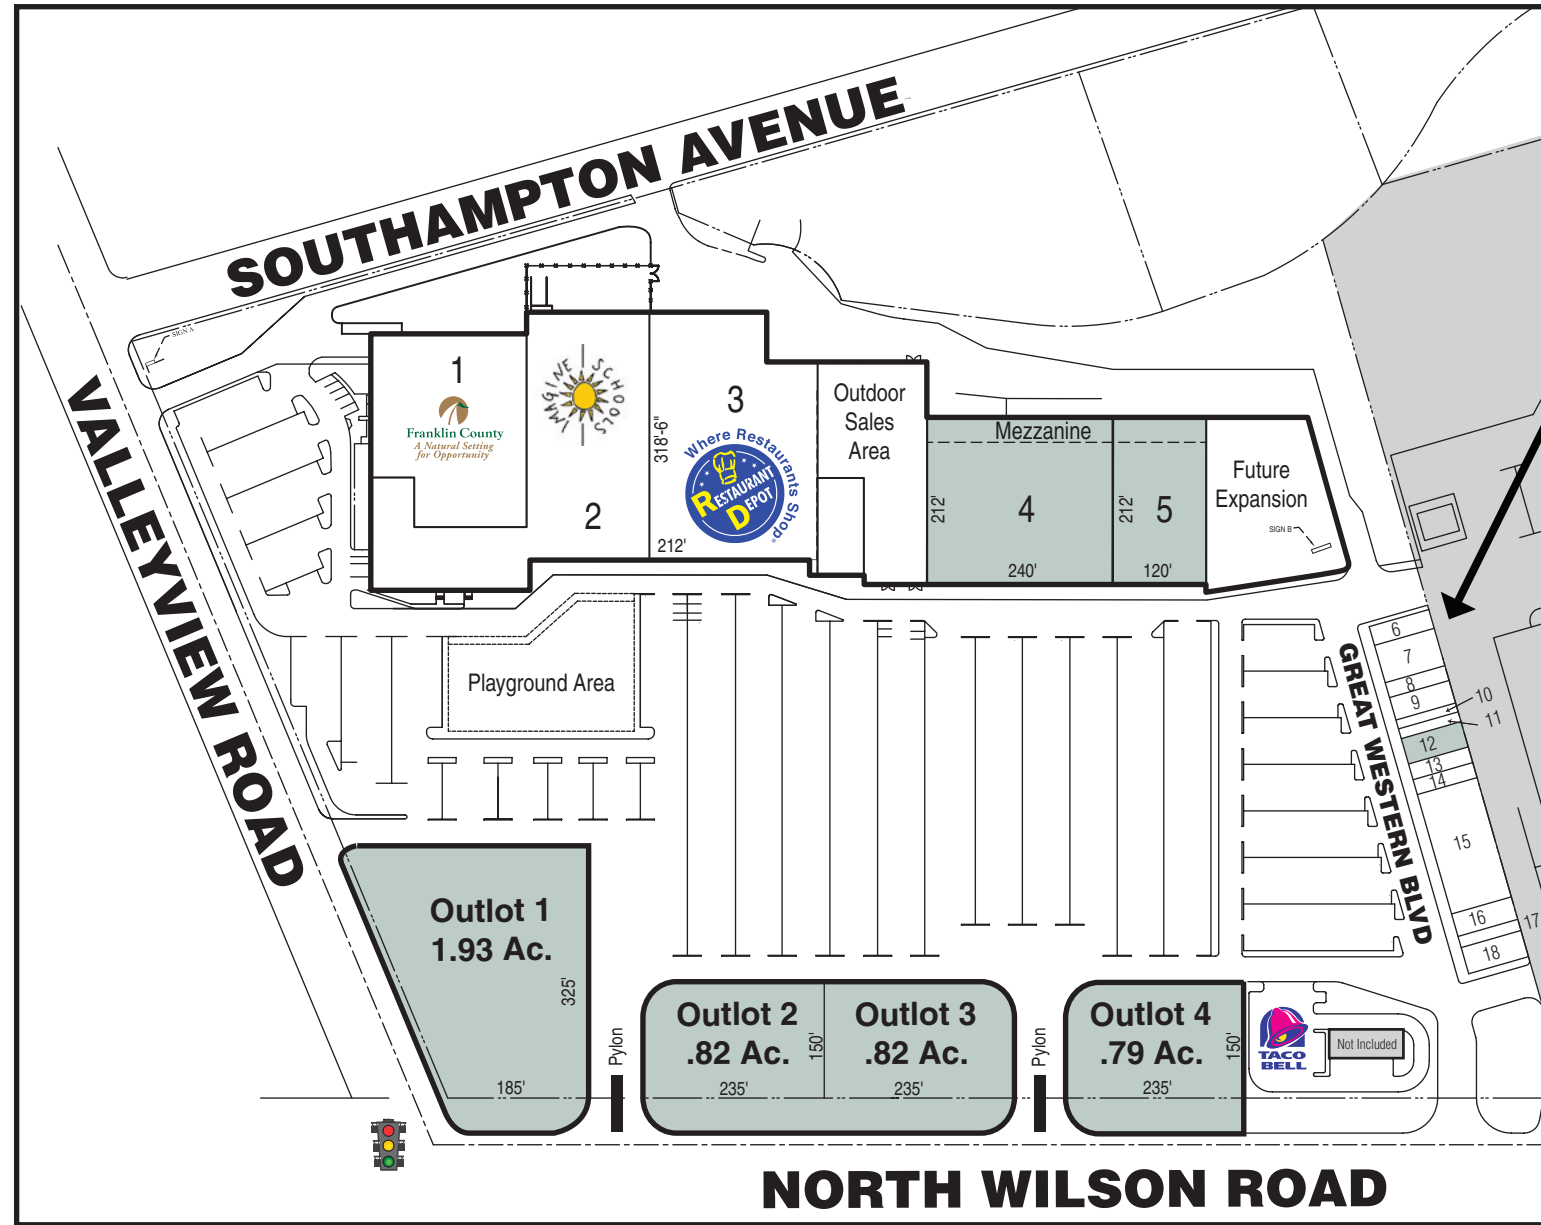 SOUTHAMPTON AVENUE
VALLEYVIEW ROAD
SIGN A
1
Franklin County
A Natural Setting
for Opportunity
IMAGINE SCHOOLS
2
318'-6"
3
Where Restaurants Shop®
RESTAURANT
DEPOT
212'
Outdoor
Sales
Area
Mezzanine
212'
4
240'
212'
5
120'
Future
Expansion
SIGN B
Playground Area
GREAT WESTERN BLVD
6
7
8
9
10
11
12
13
14
15
16
17
18
Outlot 1
1.93 Ac.
325'
185'
Pylon
Outlot 2
.82 Ac.
150'
235'
Outlot 3
.82 Ac.
235'
Pylon
Outlot 4
.79 Ac.
150'
235'
TACO
BELL
Not Included
NORTH WILSON ROAD